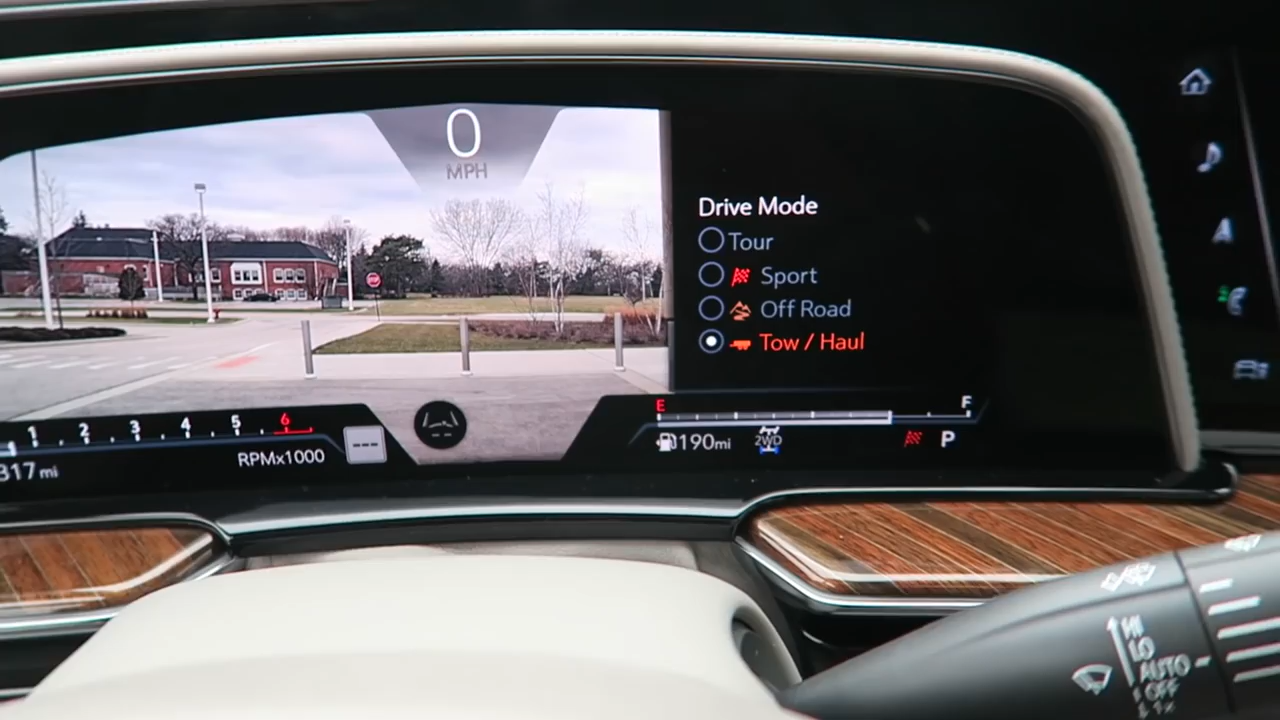 0
MPH
Drive Mode
Tour
Sport
Off Road
Tow / Haul
1 2 3 4 5 6
RPMx1000
317 mi
---
E F
190mi
2WD
P
A
HI
LO
AUTO
OFF
1x